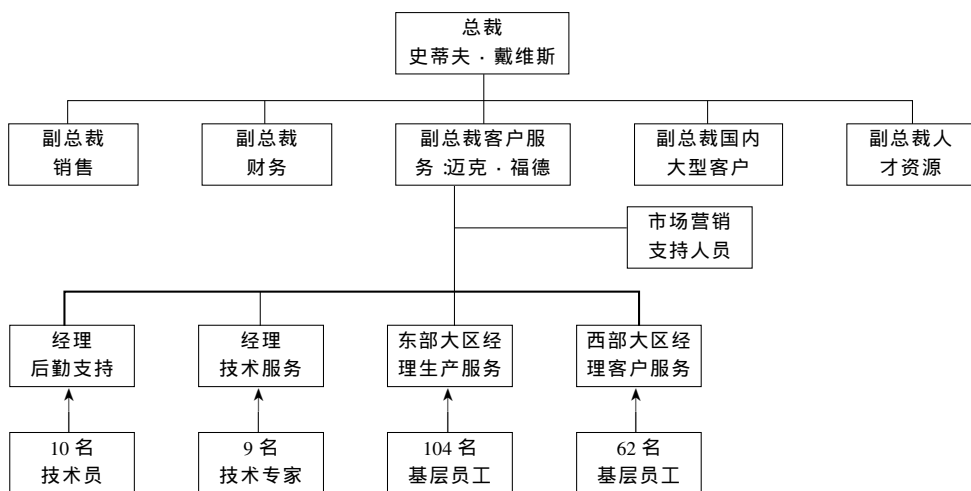 总裁
史蒂夫·戴维斯
副总裁
销售
副总裁
财务
副总裁客户服
务:迈克·福德
副总裁国内
大型客户
副总裁人
才资源
市场营销
支持人员
经理
后勤支持
经理
技术服务
东部大区经
理生产服务
西部大区经
理客户服务
10 名
技术员
9 名
技术专家
104 名
基层员工
62 名
基层员工